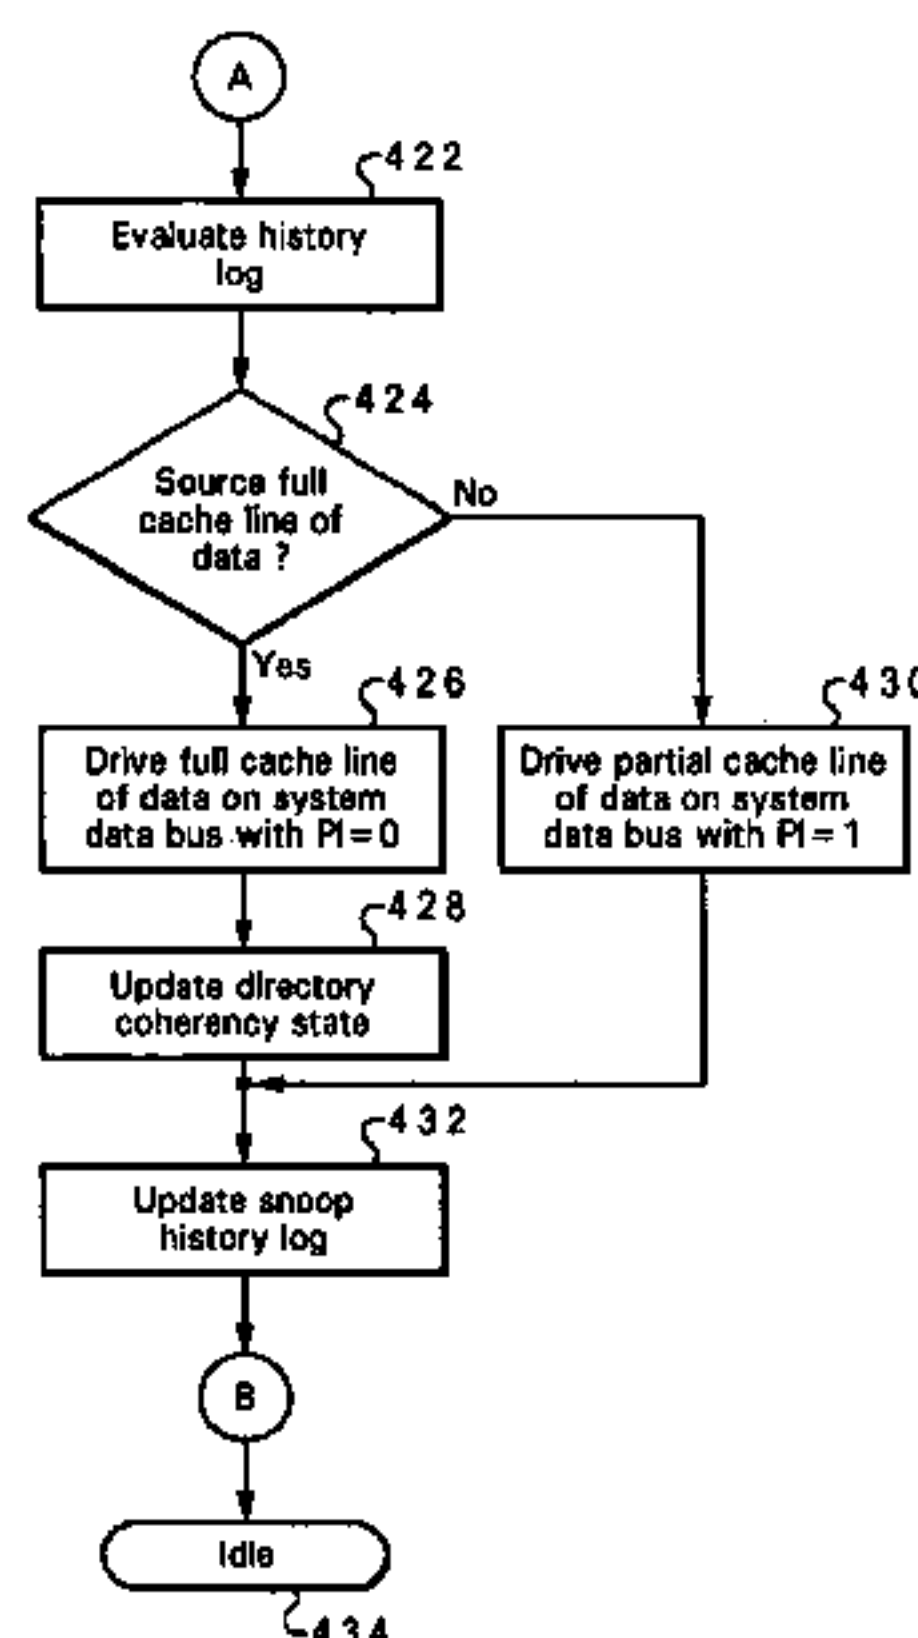 A
422
Evaluate history
log
424
Source full
cache line of
data ?
No
Yes
426
430
Drive full cache line
of data on system
data bus with PI=0
Drive partial cache line
of data on system
data bus with PI=1
428
Update directory
coherency state
432
Update snoop
history log
B
Idle
434